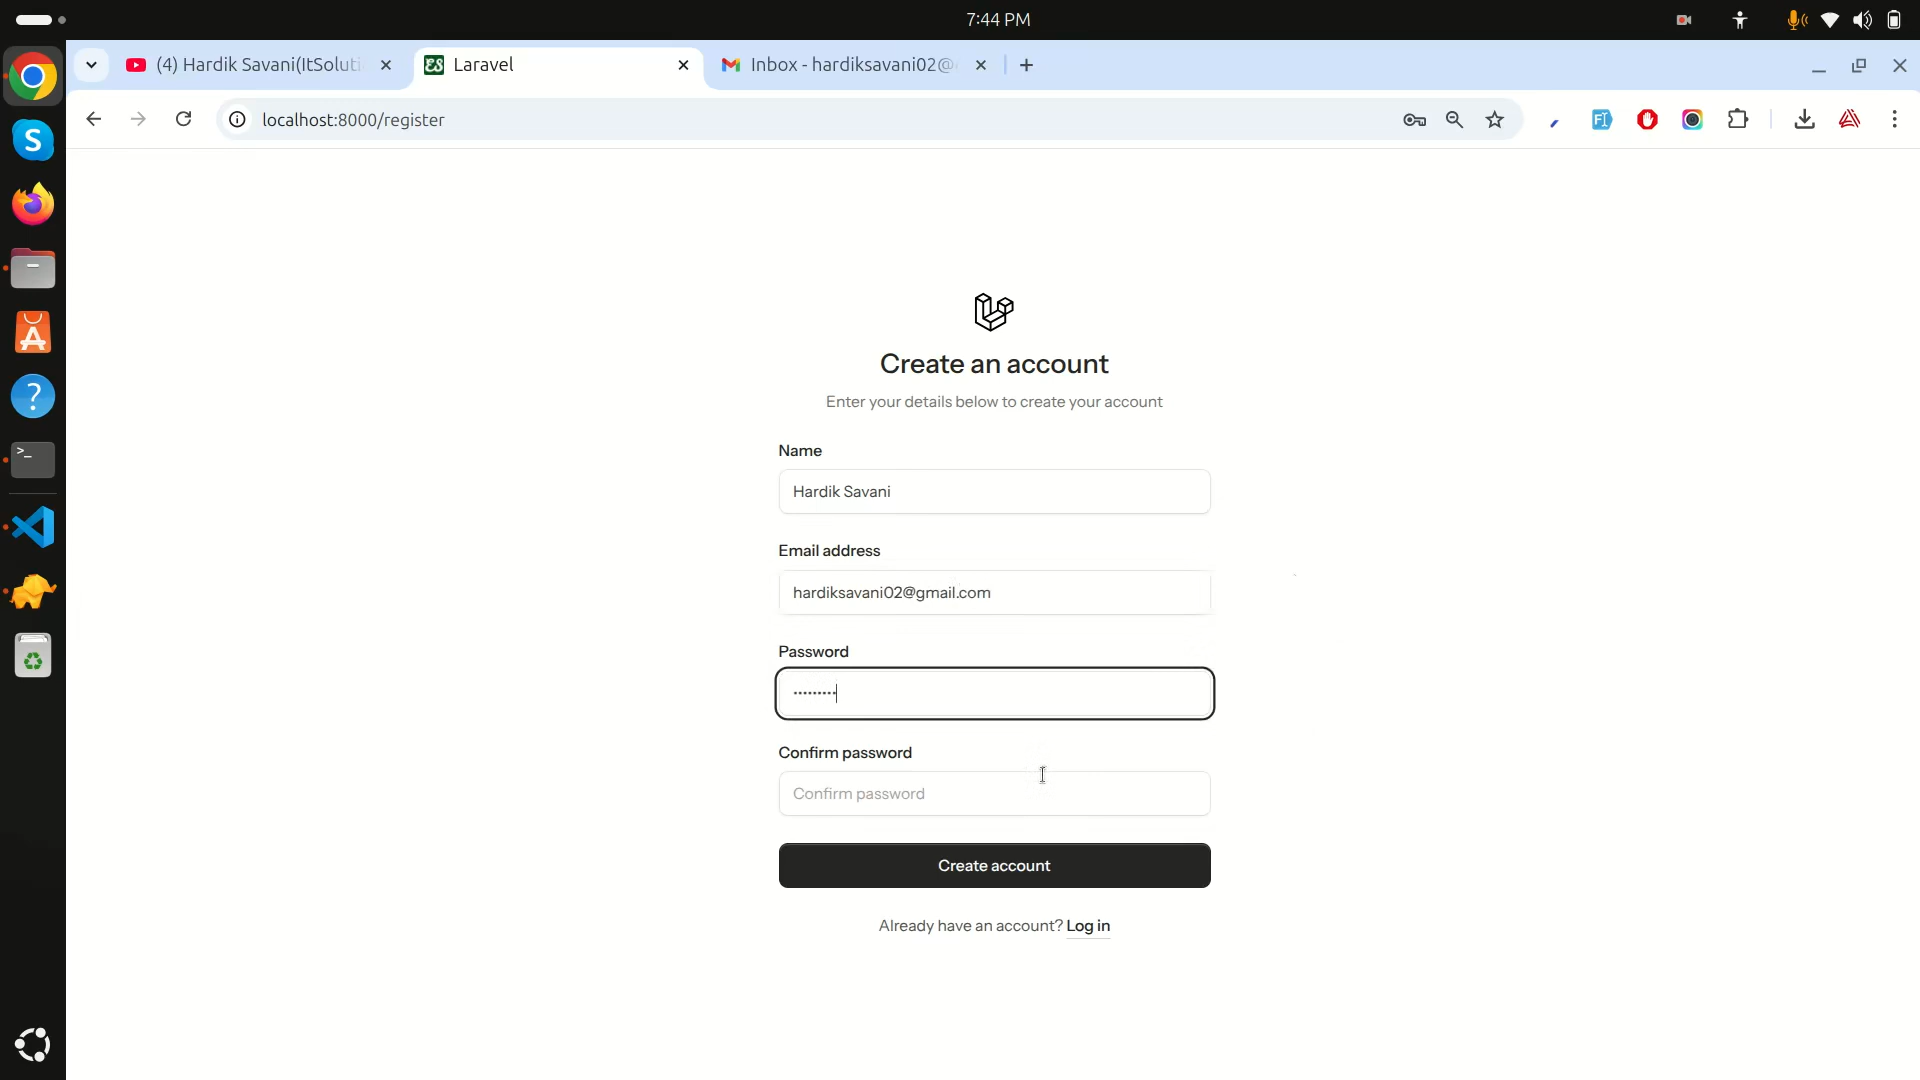 7:44 PM
(4) Hardik Savani(ItSoluti
Laravel
Inbox - hardiksavani02@
localhost:8000/register
Create an account
Enter your details below to create your account
Name
Hardik Savani
Email address
hardiksavani02@gmail.com
Password
•••••••••
Confirm password
Confirm password
Create account
Already have an account? Log in